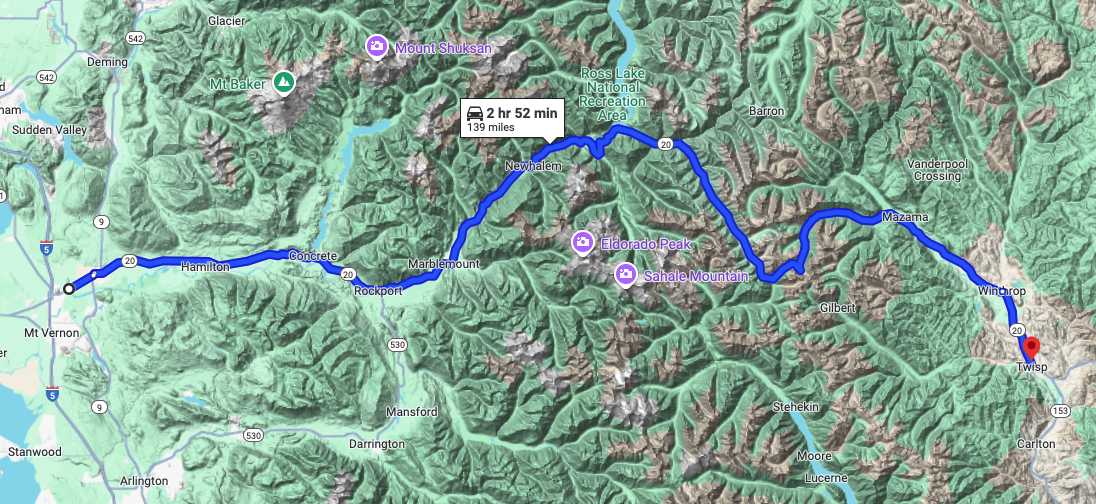 Glacier
542
Deming
Mount Shuksan
Mt Baker
542
Ross Lake
National
Recreation
Area
2 hr 52 min
139 miles
Barron
Sudden Valley
20
Newhalem
Vanderpool
Crossing
9
Mazama
5
Eldorado Peak
20
Hamilton
Concrete
Marblemount
20
Sahale Mountain
Rockport
Winthrop
Gilbert
Mt Vernon
20
530
Twisp
5
9
Mansford
Stehekin
153
530
Darrington
Carlton
Stanwood
Moore
Arlington
Lucerne